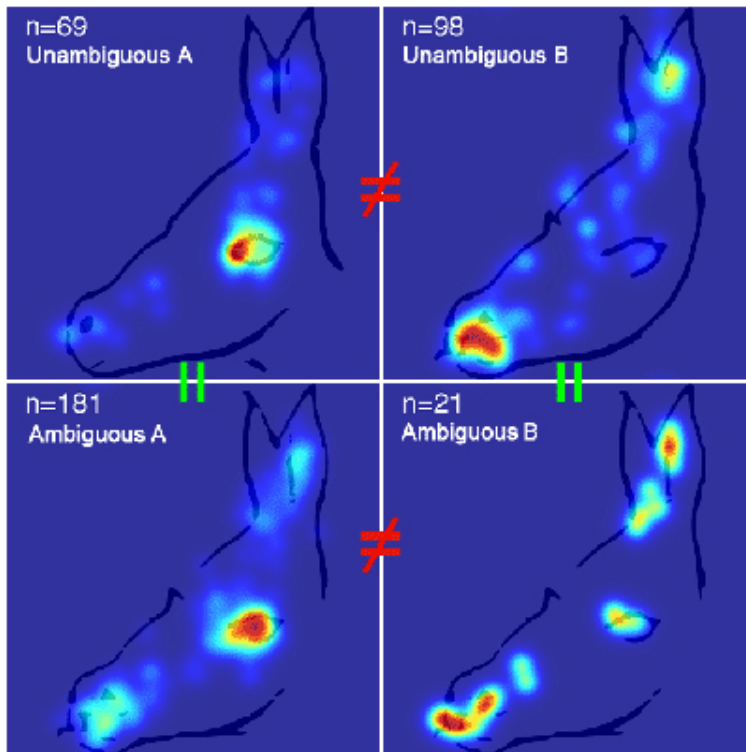 n=69
Unambiguous A
n=98
Unambiguous B
≠
n=181
Ambiguous A
n=21
Ambiguous B
≠